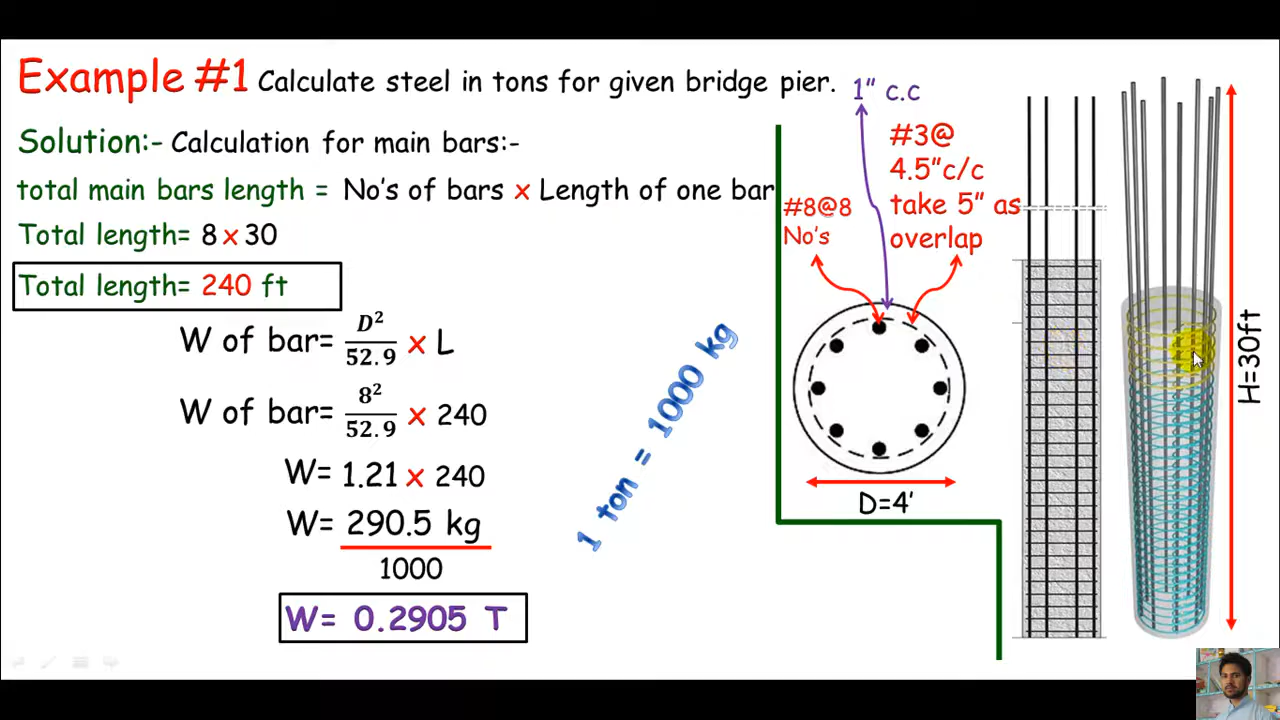 Example #1 Calculate steel in tons for given bridge pier.
Solution:- Calculation for main bars:-
total main bars length = No's of bars x Length of one bar
Total length= 8 x 30
Total length= 240 ft
W of bar= D²/52.9 x L
W of bar= 8²/52.9 x 240
W= 1.21 x 240
W= 290.5 kg
1000
W= 0.2905 T
1 ton = 1000 kg
1" c.c
#3@
4.5"c/c
take 5" as
overlap
#8@8
No's
D=4'
H=30ft